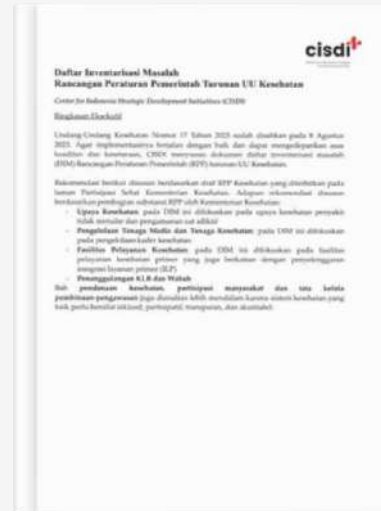 cisdi
Daftar Inventarisasi Masalah
Rancangan Peraturan Pemerintah Turunan UU Kesehatan
Center for Indonesia Strategic Development Initiatives (CISDI)
Ringkasan Eksekutif
Undang-Undang Kesehatan Nomor 17 Tahun 2023 sudah disahkan pada 8 Agustus
2023. Agar implementasinya berjalan dengan baik dan dapat mengedepankan asas
keadilan dan kesetaraan, CISDI menyusun dokumen daftar inventarisasi masalah
(DIM) Rancangan Peraturan Pemerintah (RPP) turunan UU Kesehatan.
Rekomendasi berikut disusun berdasarkan draf RPP Kesehatan yang diterbitkan pada
laman Partisipasi Sehat Kementerian Kesehatan. Adapun rekomendasi disusun
berdasarkan pembagian substansi RPP oleh Kementerian Kesehatan:
- Upaya Kesehatan: pada DIM ini difokuskan pada upaya kesehatan penyakit
tidak menular dan pengamanan zat adiktif
- Pengelolaan Tenaga Medis dan Tenaga Kesehatan: pada DIM ini difokuskan
pada pengelolaan kader kesehatan
- Fasilitas Pelayanan Kesehatan: pada DIM ini difokuskan pada fasilitas
pelayanan kesehatan primer yang juga berkaitan dengan penyelenggaraan
integrasi layanan primer (ILP)
- Penanggulangan KLB dan Wabah
Bab pendanaan kesehatan, partisipasi masyarakat dan tata kelola
pembinaan-pengawasan juga diuraikan lebih mendalam karena sistem kesehatan yang
baik perlu bersifat inklusif, partisipatif, transparan, dan akuntabel.